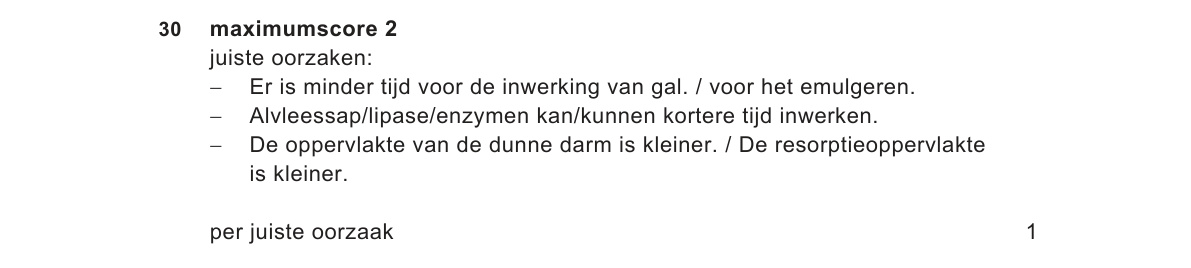 30 maximumscore 2
juiste oorzaken:
− Er is minder tijd voor de inwerking van gal. / voor het emulgeren.
− Alvleessap/lipase/enzymen kan/kunnen kortere tijd inwerken.
− De oppervlakte van de dunne darm is kleiner. / De resorptieoppervlakte
is kleiner.
per juiste oorzaak 1